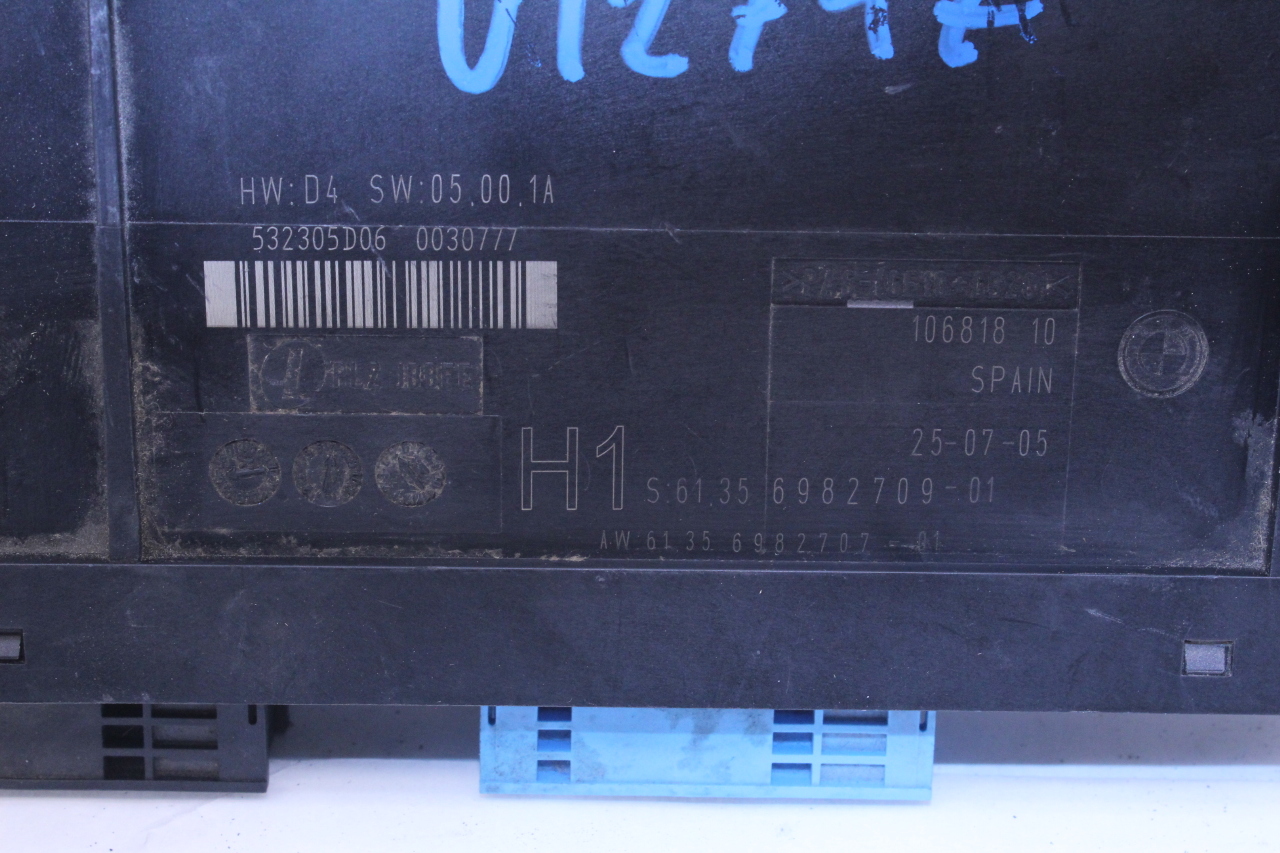 HW:D4 SW:05.00.1A
532305D06 0030777
106818 10
SPAIN
25-07-05
H1 S:61.35 6982709-01
AW 61.35 6982707-01